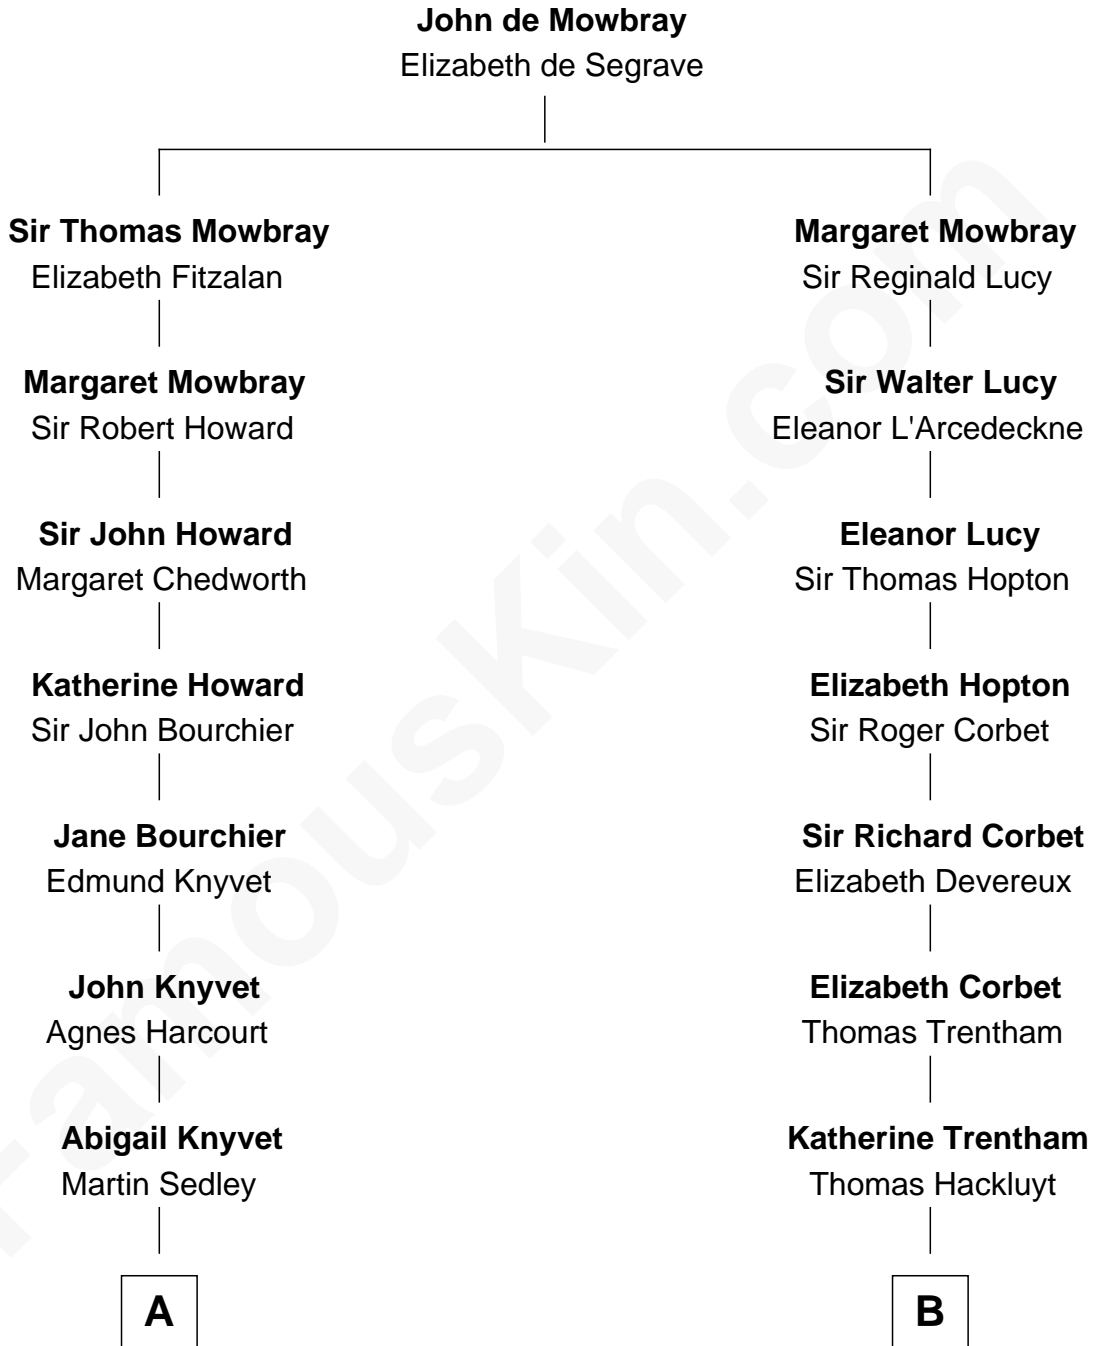 John de Mowbray
Elizabeth de Segrave
Sir Thomas Mowbray
Elizabeth Fitzalan
Margaret Mowbray
Sir Robert Howard
Sir John Howard
Margaret Chedworth
Katherine Howard
Sir John Bourchier
Jane Bourchier
Edmund Knyvet
John Knyvet
Agnes Harcourt
Abigail Knyvet
Martin Sedley
A
Margaret Mowbray
Sir Reginald Lucy
Sir Walter Lucy
Eleanor L'Arcedeckne
Eleanor Lucy
Sir Thomas Hopton
Elizabeth Hopton
Sir Roger Corbet
Sir Richard Corbet
Elizabeth Devereux
Elizabeth Corbet
Thomas Trentham
Katherine Trentham
Thomas Hackluyt
B
FamousKin.com